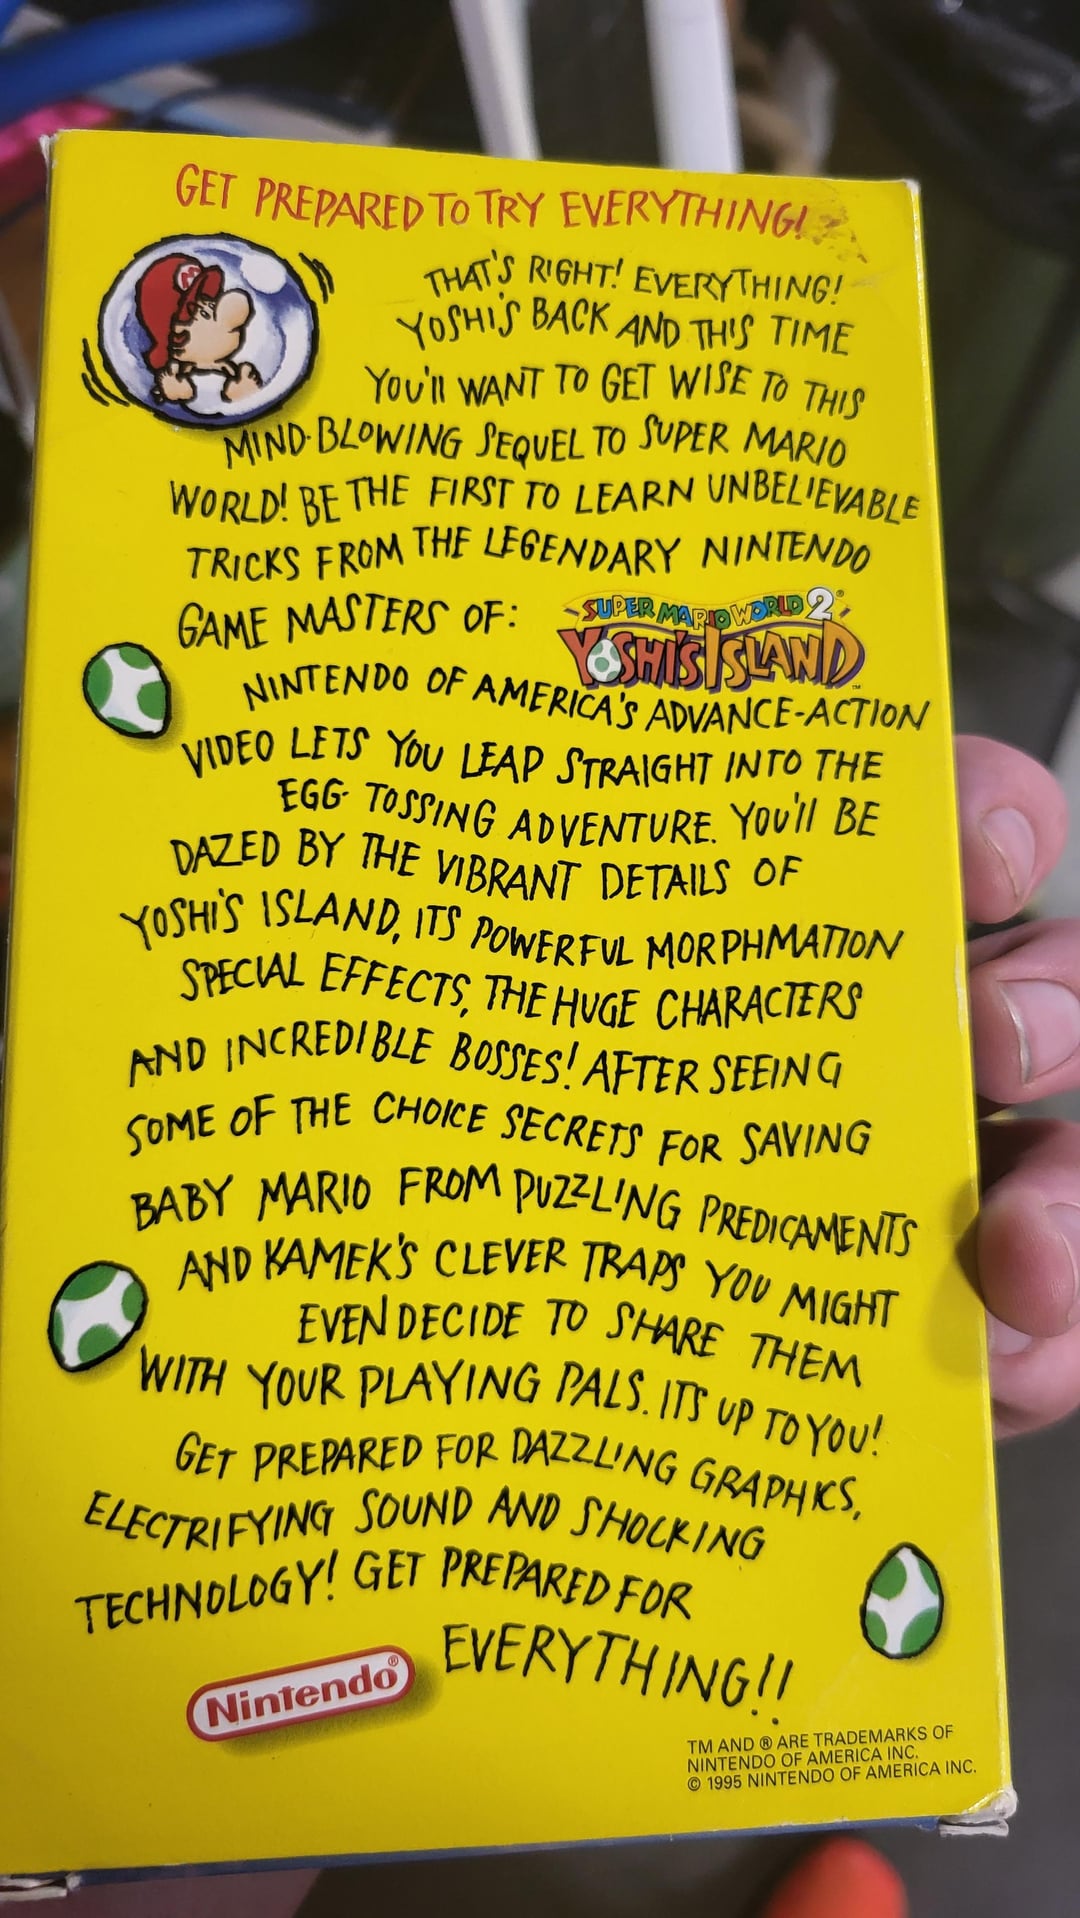 GET PREPARED TO TRY EVERYTHING!
THAT'S RIGHT! EVERYTHING!
YOSHI'S BACK AND THIS TIME
YOU'll WANT TO GET WISE TO THIS
MIND-BLOWING SEQUEL TO SUPER MARIO
WORLD! BE THE FIRST TO LEARN UNBELIEVABLE
TRICKS FROM THE LEGENDARY NINTENDO
GAME MASTERS OF:
SUPER MARIO WORLD 2®
YOSHI'S ISLAND™
NINTENDO OF AMERICA'S ADVANCE-ACTION
VIDEO LETS YOU LEAP STRAIGHT INTO THE
EGG-TOSSING ADVENTURE. YOU'll BE
DAZED BY THE VIBRANT DETAILS OF
YOSHI'S ISLAND, ITS POWERFUL MORPHMATION
SPECIAL EFFECTS, THE HUGE CHARACTERS
AND INCREDIBLE BOSSES! AFTER SEEING
SOME OF THE CHOICE SECRETS FOR SAVING
BABY MARIO FROM PUZZLING PREDICAMENTS
AND KAMEK'S CLEVER TRAPS YOU MIGHT
EVEN DECIDE TO SHARE THEM
WITH YOUR PLAYING PALS. IT'S UP TO YOU!
GET PREPARED FOR DAZZLING GRAPHICS,
ELECTRIFYING SOUND AND SHOCKING
TECHNOLOGY! GET PREPARED FOR
EVERYTHING!!
Nintendo®
TM AND ® ARE TRADEMARKS OF
NINTENDO OF AMERICA INC.
© 1995 NINTENDO OF AMERICA INC.
M